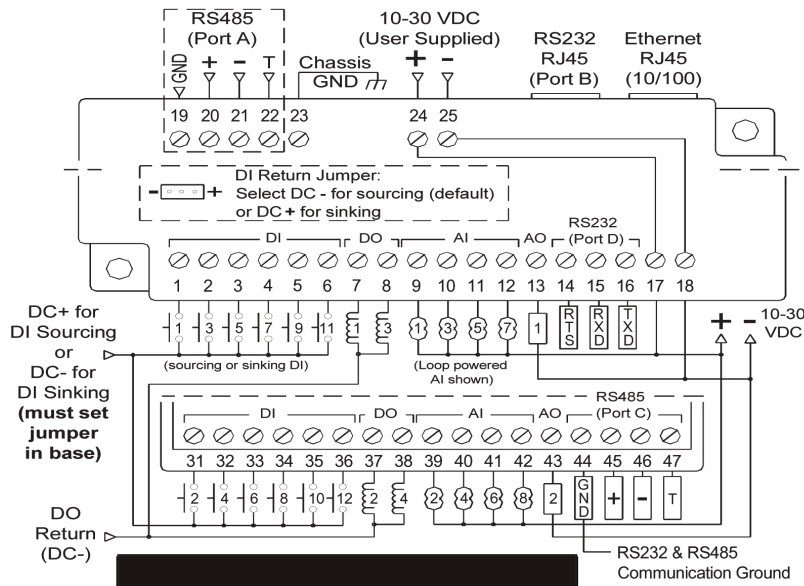 RS485
(Port A)
10-30 VDC
(User Supplied)
RS232
RJ45
(Port B)
Ethernet
RJ45
(10/100)
GND + - T
Chassis
GND
+ -
19 20 21 22 23 24 25
DI Return Jumper:
- + Select DC - for sourcing (default)
or DC + for sinking
DI DO AI AO RS232
(Port D)
1 2 3 4 5 6 7 8 9 10 11 12 13 14 15 16 17 18
DC+ for
DI Sourcing
or
DC- for
DI Sinking
(must set
jumper
in base)
1 3 5 7 9 11 1 3 1 3 5 7 1 RTS RXD TXD
+ - 10-30
VDC
(sourcing or sinking DI)
(Loop powered
AI shown)
DI DO AI AO RS485
(Port C)
31 32 33 34 35 36 37 38 39 40 41 42 43 44 45 46 47
2 4 6 8 10 12 2 4 2 4 6 8 2 GND + - T
DO
Return
(DC-)
RS232 & RS485
Communication Ground